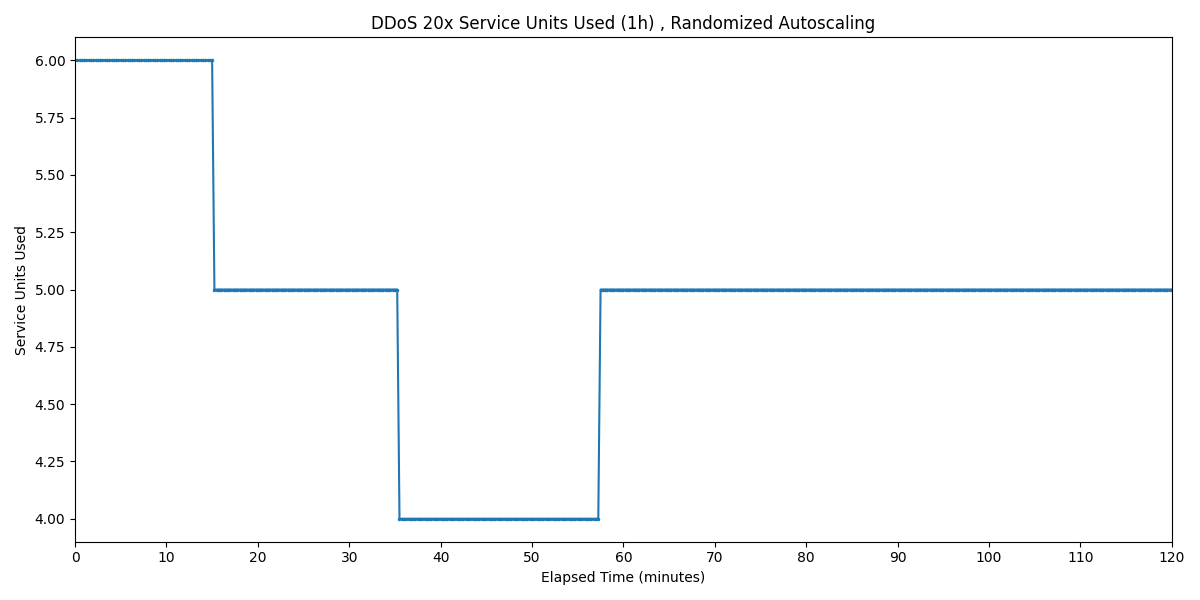 DDoS 20x Service Units Used (1h) , Randomized Autoscaling
Service Units Used
6.00
5.75
5.50
5.25
5.00
4.75
4.50
4.25
4.00
0 10 20 30 40 50 60 70 80 90 100 110 120
Elapsed Time (minutes)